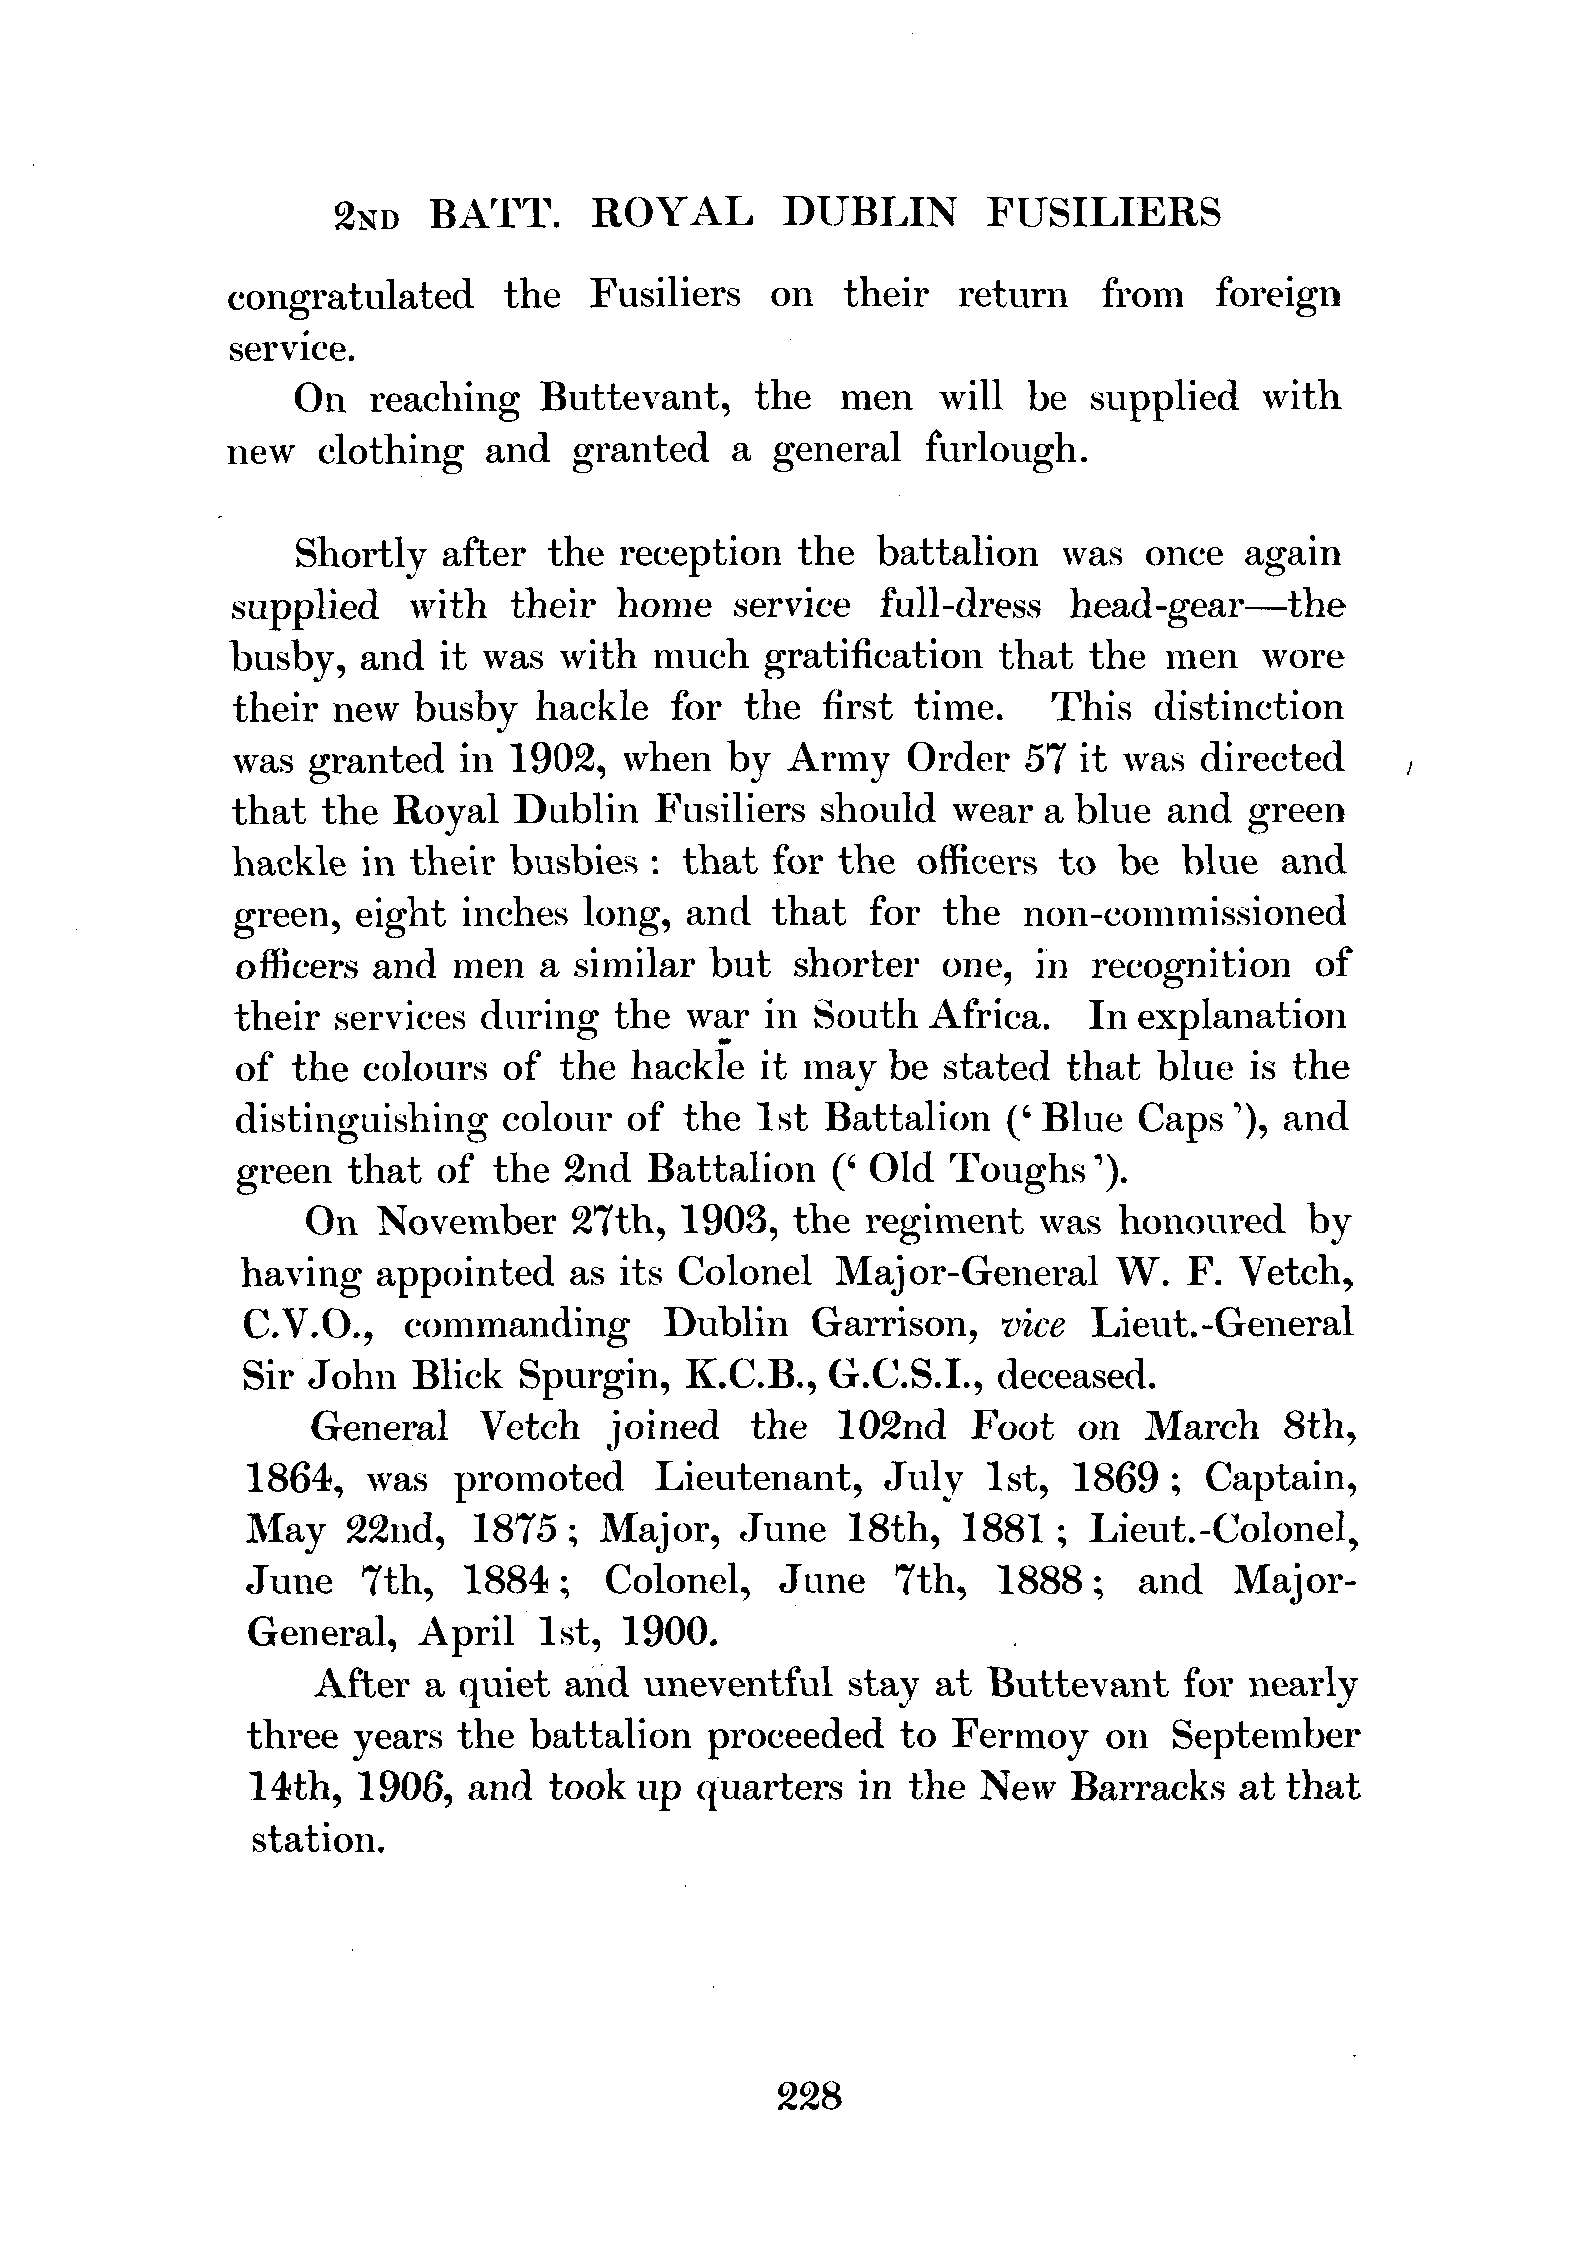 2ND BATT. ROYAL DUBLIN FUSILIERS
congratulated the Fusiliers on their return from foreign
service.
On reaching Buttevant, the men will be supplied with
new clothing and granted a general furlough.
Shortly after the reception the battalion was once again
supplied with their home service full-dress head-gear—the
busby, and it was with much gratification that the men wore
their new busby hackle for the first time. This distinction
was granted in 1902, when by Army Order 57 it was directed
that the Royal Dublin Fusiliers should wear a blue and green
hackle in their busbies : that for the officers to be blue and
green, eight inches long, and that for the non-commissioned
officers and men a similar but shorter one, in recognition of
their services during the war in South Africa. In explanation
of the colours of the hackle it may be stated that blue is the
distinguishing colour of the 1st Battalion (‘ Blue Caps ’), and
green that of the 2nd Battalion (‘ Old Toughs ’).
On November 27th, 1903, the regiment was honoured by
having appointed as its Colonel Major-General W. F. Vetch,
C.V.O., commanding Dublin Garrison, vice Lieut.-General
Sir John Blick Spurgin, K.C.B., G.C.S.I., deceased.
General Vetch joined the 102nd Foot on March 8th,
1864, was promoted Lieutenant, July 1st, 1869 ; Captain,
May 22nd, 1875 ; Major, June 18th, 1881 ; Lieut.-Colonel,
June 7th, 1884 ; Colonel, June 7th, 1888 ; and Major-
General, April 1st, 1900.
After a quiet and uneventful stay at Buttevant for nearly
three years the battalion proceeded to Fermoy on September
14th, 1906, and took up quarters in the New Barracks at that
station.
228